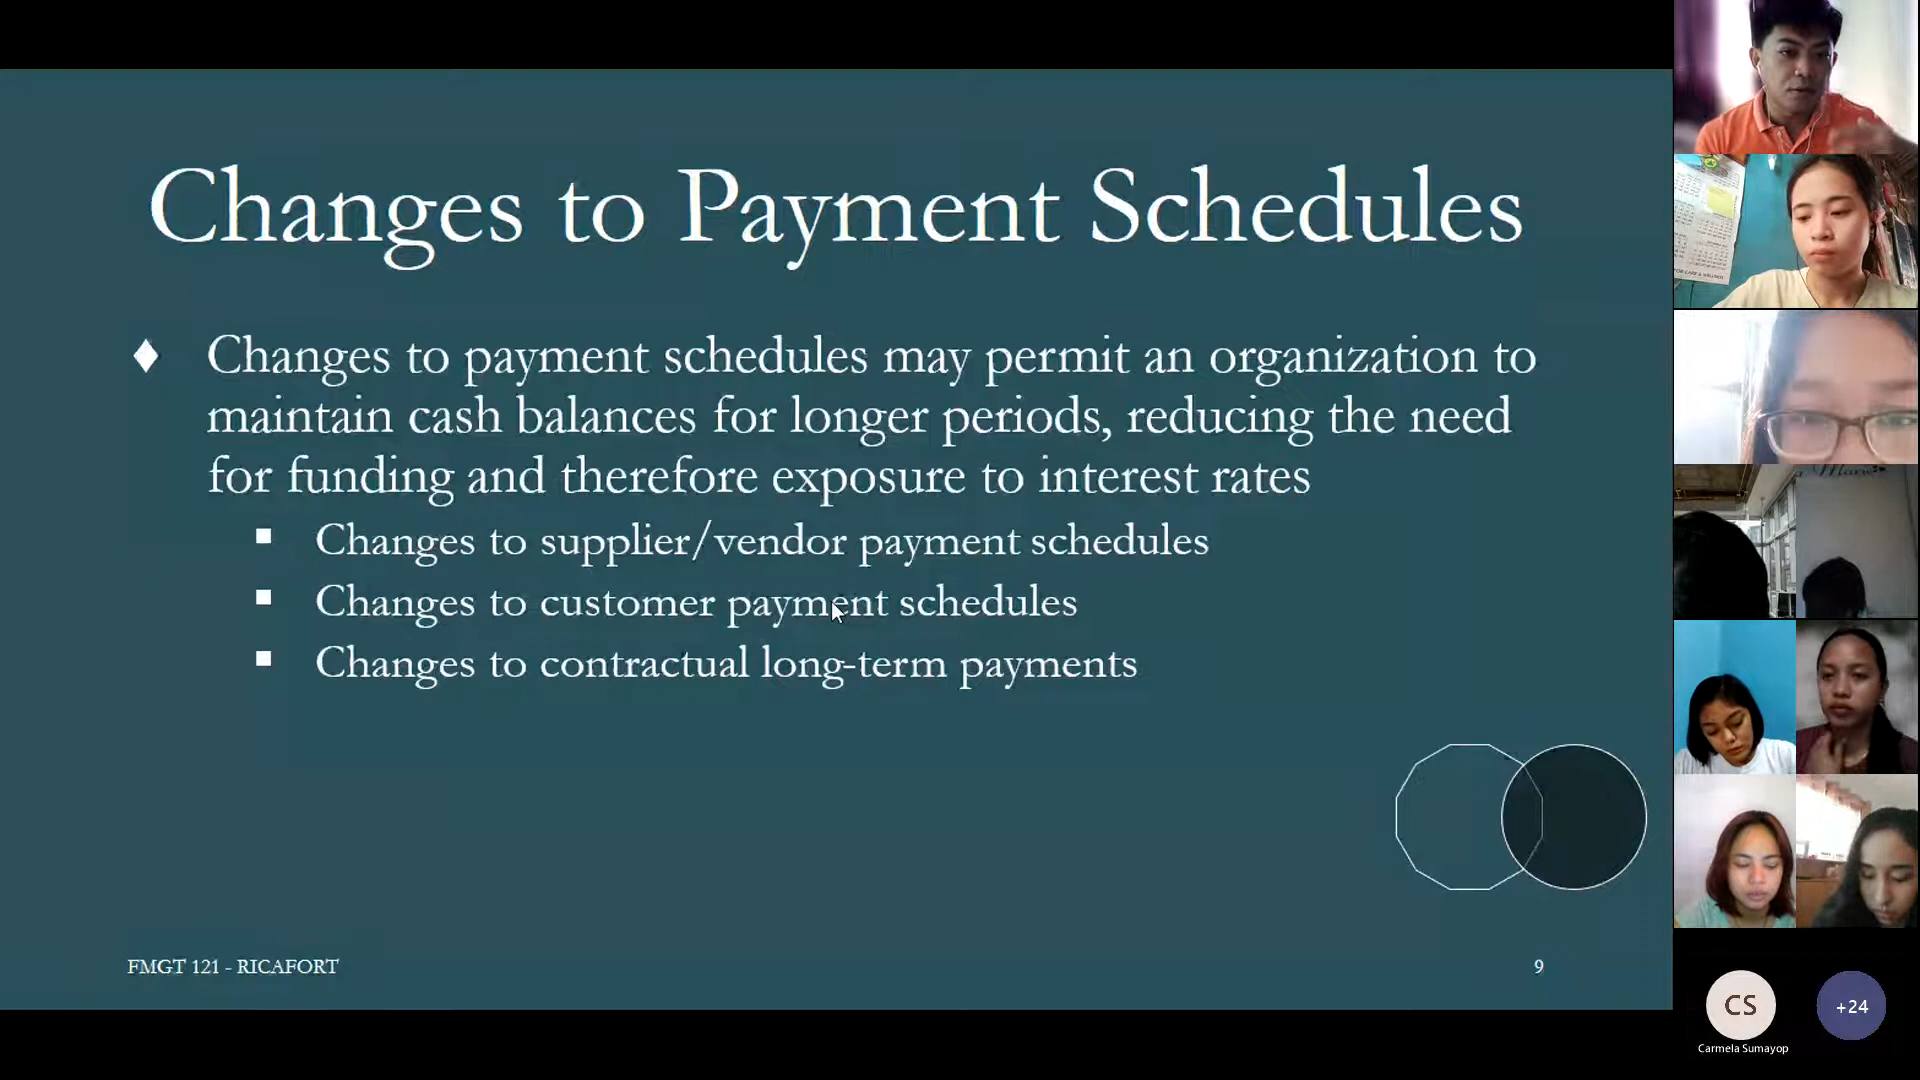 Changes to Payment Schedules
Changes to payment schedules may permit an organization to
maintain cash balances for longer periods, reducing the need
for funding and therefore exposure to interest rates
Changes to supplier/vendor payment schedules
Changes to customer payment schedules
Changes to contractual long-term payments
FMGT 121 - RICAFORT
9
CS
+24
Carmela Sumayop